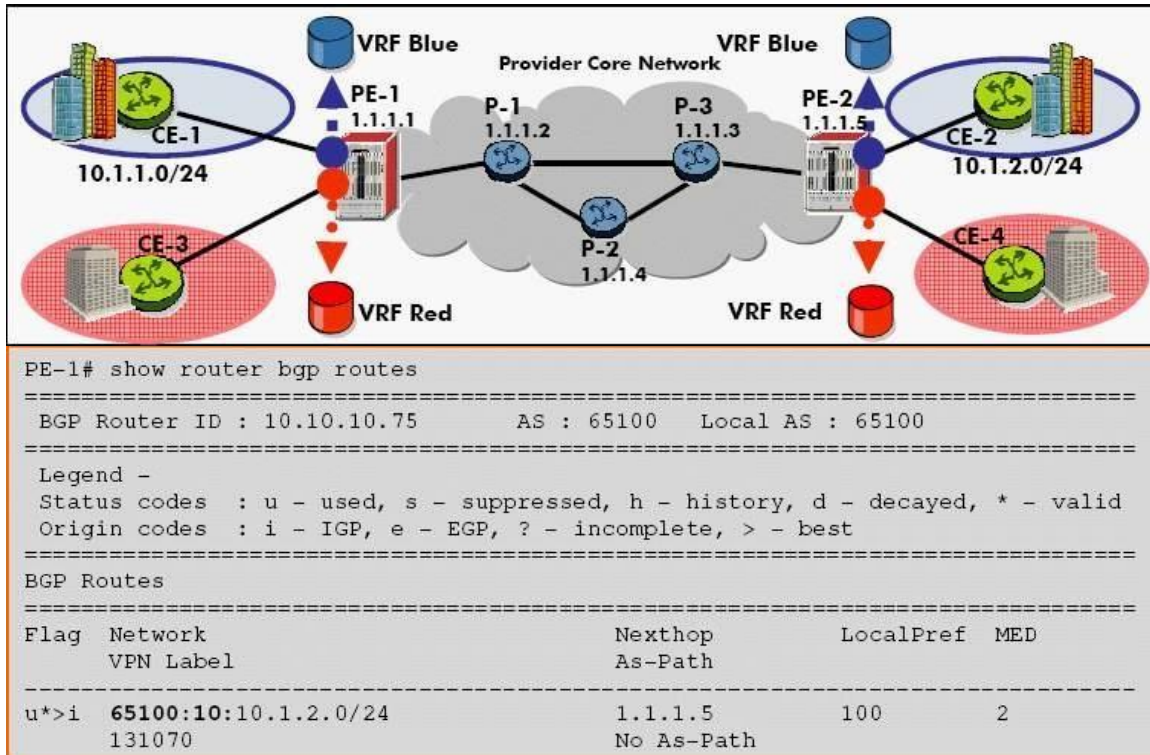 VRF Blue
VRF Blue
Provider Core Network
PE-1
1.1.1.1
P-1
1.1.1.2
P-3
1.1.1.3
PE-2
1.1.1.5
CE-1
10.1.1.0/24
CE-2
10.1.2.0/24
CE-3
P-2
1.1.1.4
CE-4
VRF Red
VRF Red
PE-1# show router bgp routes
===============================================================================
BGP Router ID : 10.10.10.75 AS : 65100 Local AS : 65100
===============================================================================
Legend -
Status codes : u - used, s - suppressed, h - history, d - decayed, * - valid
Origin codes : i - IGP, e - EGP, ? - incomplete, > - best
===============================================================================
BGP Routes
===============================================================================
Flag Network Nexthop LocalPref MED
VPN Label As-Path
-------------------------------------------------------------------------------
u*>i 65100:10:10.1.2.0/24 1.1.1.5 100 2
131070 No As-Path